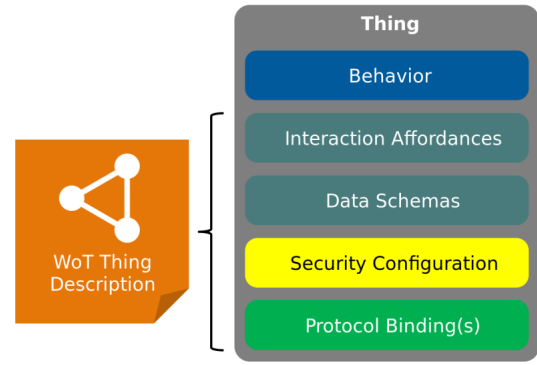 Thing
Behavior
Interaction Affordances
Data Schemas
Security Configuration
Protocol Binding(s)
WoT Thing
Description